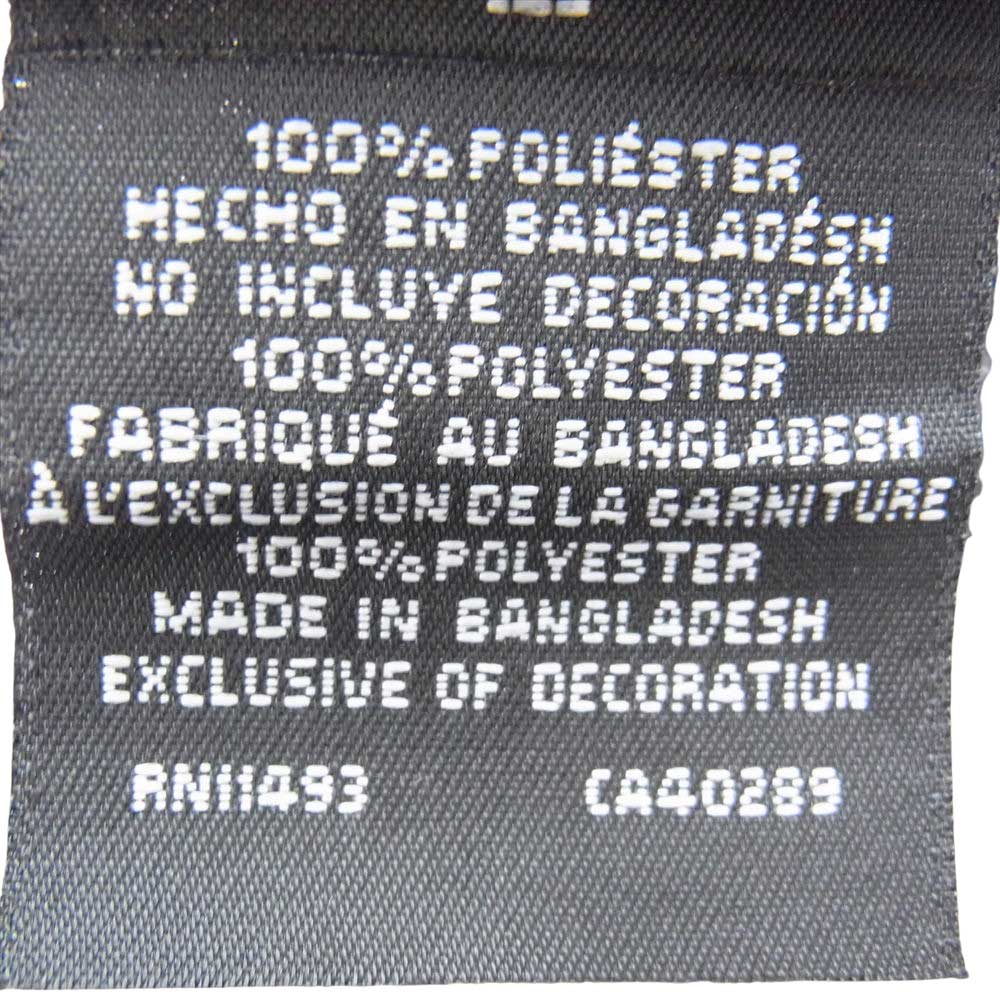 100% POLIÉSTER
HECHO EN BANGLADÉSH
NO INCLUYE DECORACIÓN
100% POLYESTER
FABRIQUÉ AU BANGLADESH
À L'EXCLUSION DE LA GARNITURE
100% POLYESTER
MADE IN BANGLADESH
EXCLUSIVE OF DECORATION
RN11493 CA40289